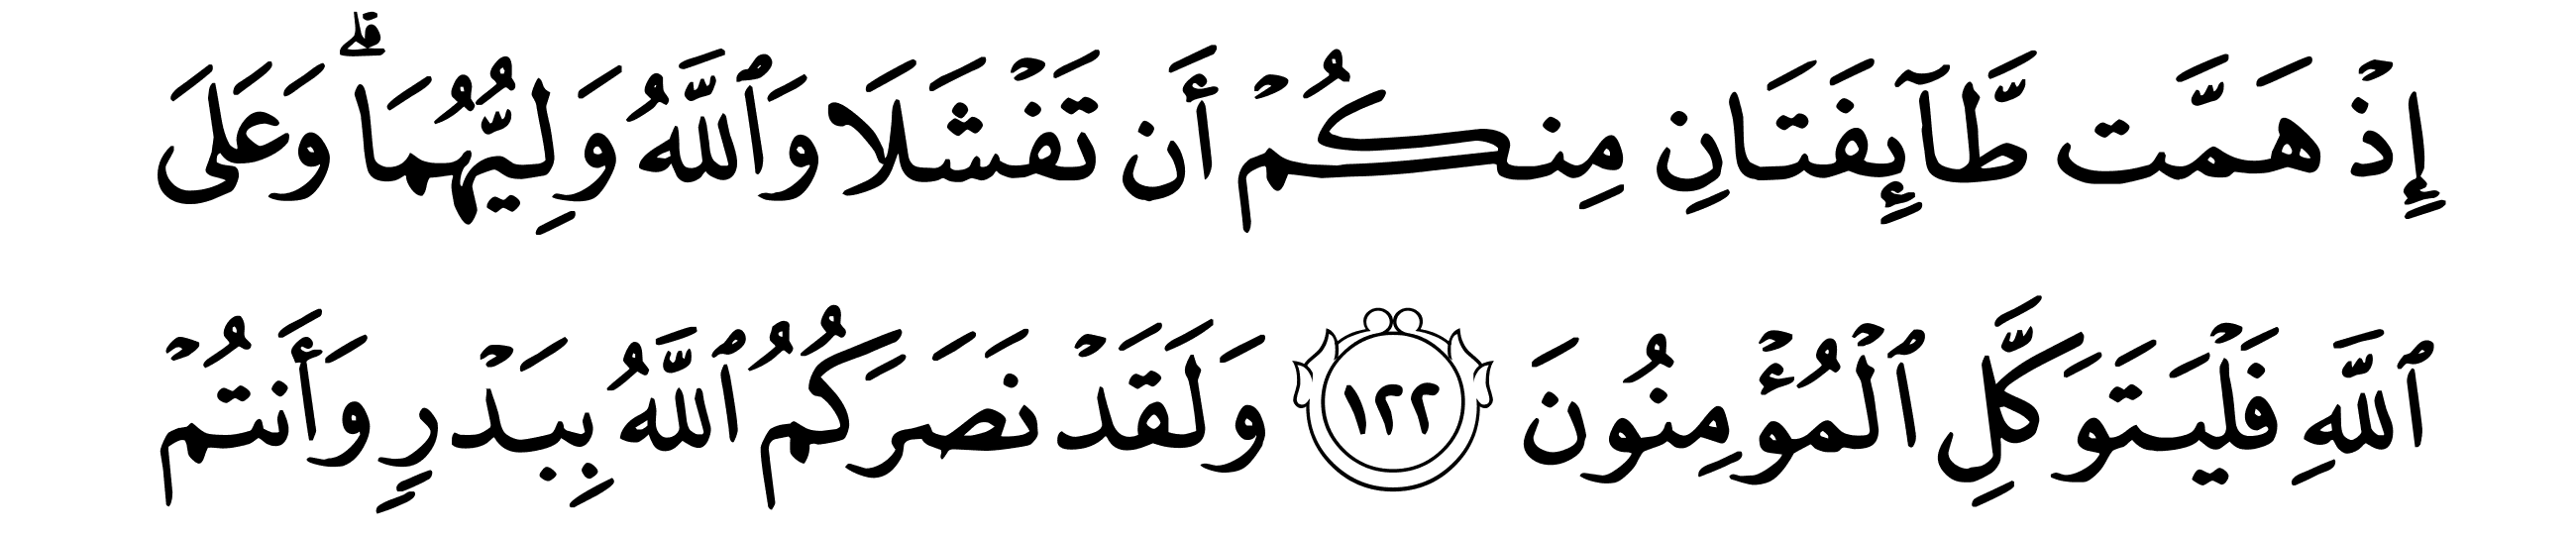 إِذۡ هَمَّت طَّآئِفَتَانِ مِنكُمۡ أَن تَفۡشَلَا وَٱللَّهُ وَلِيُّهُمَاۗ وَعَلَى
ٱللَّهِ فَلۡيَتَوَكَّلِ ٱلۡمُؤۡمِنُونَ ١٢٢ وَلَقَدۡ نَصَرَكُمُ ٱللَّهُ بِبَدۡرٖ وَأَنتُمۡ